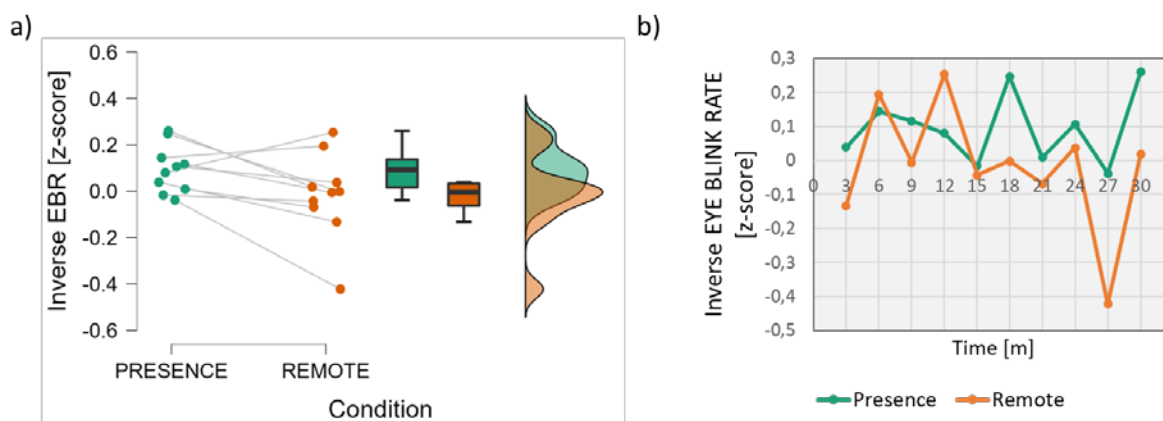 a)
Inverse EBR [z-score]
0.6
0.4
0.2
0.0
-0.2
-0.4
-0.6
PRESENCE REMOTE
Condition
b)
Inverse EYE BLINK RATE
[z-score]
0,3
0,2
0,1
0
-0,1
-0,2
-0,3
-0,4
-0,5
0 3 6 9 12 15 18 21 24 27 30
Time [m]
Presence Remote